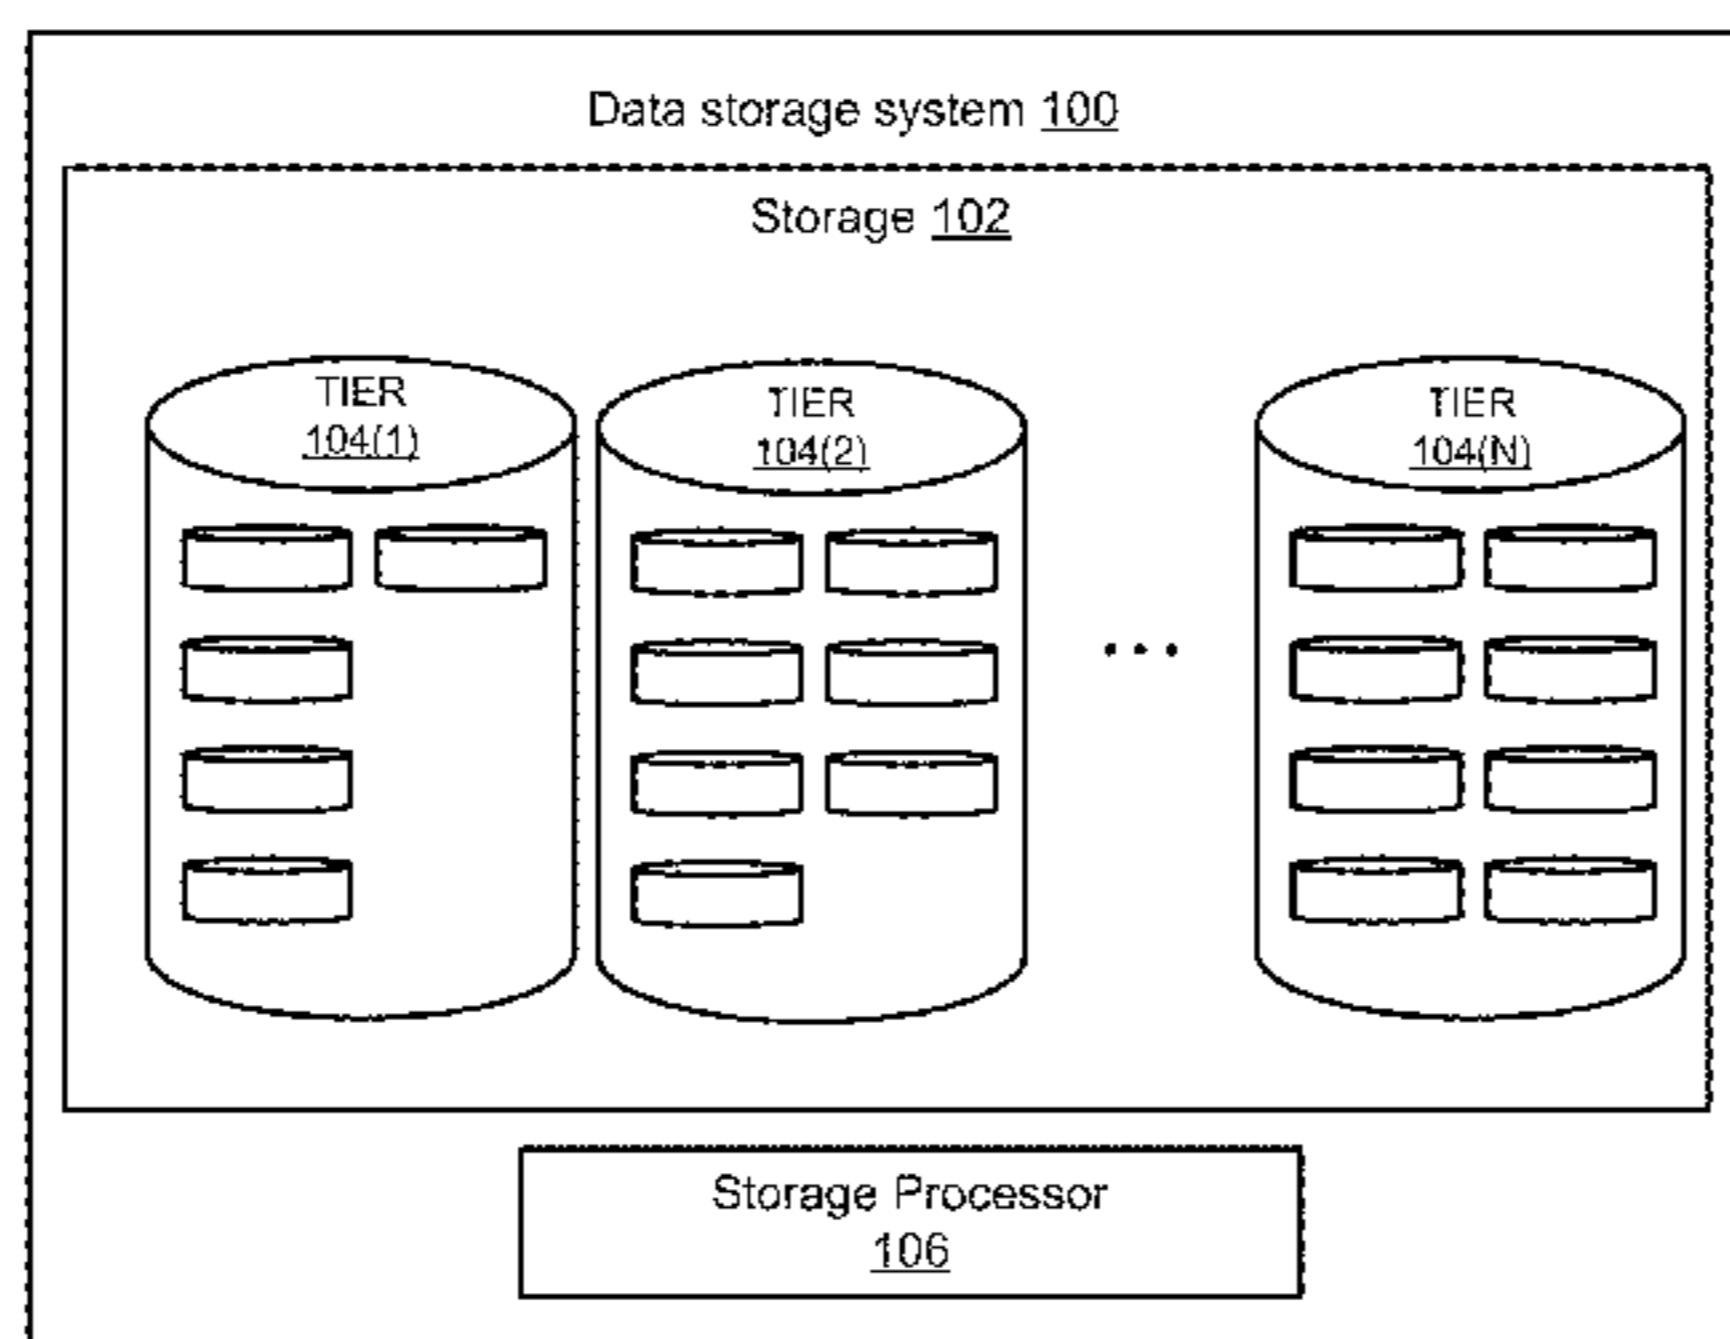 Data storage system 100
Storage 102
TIER
104(1)
TIER
104(2)
...
TIER
104(N)
Storage Processor
106